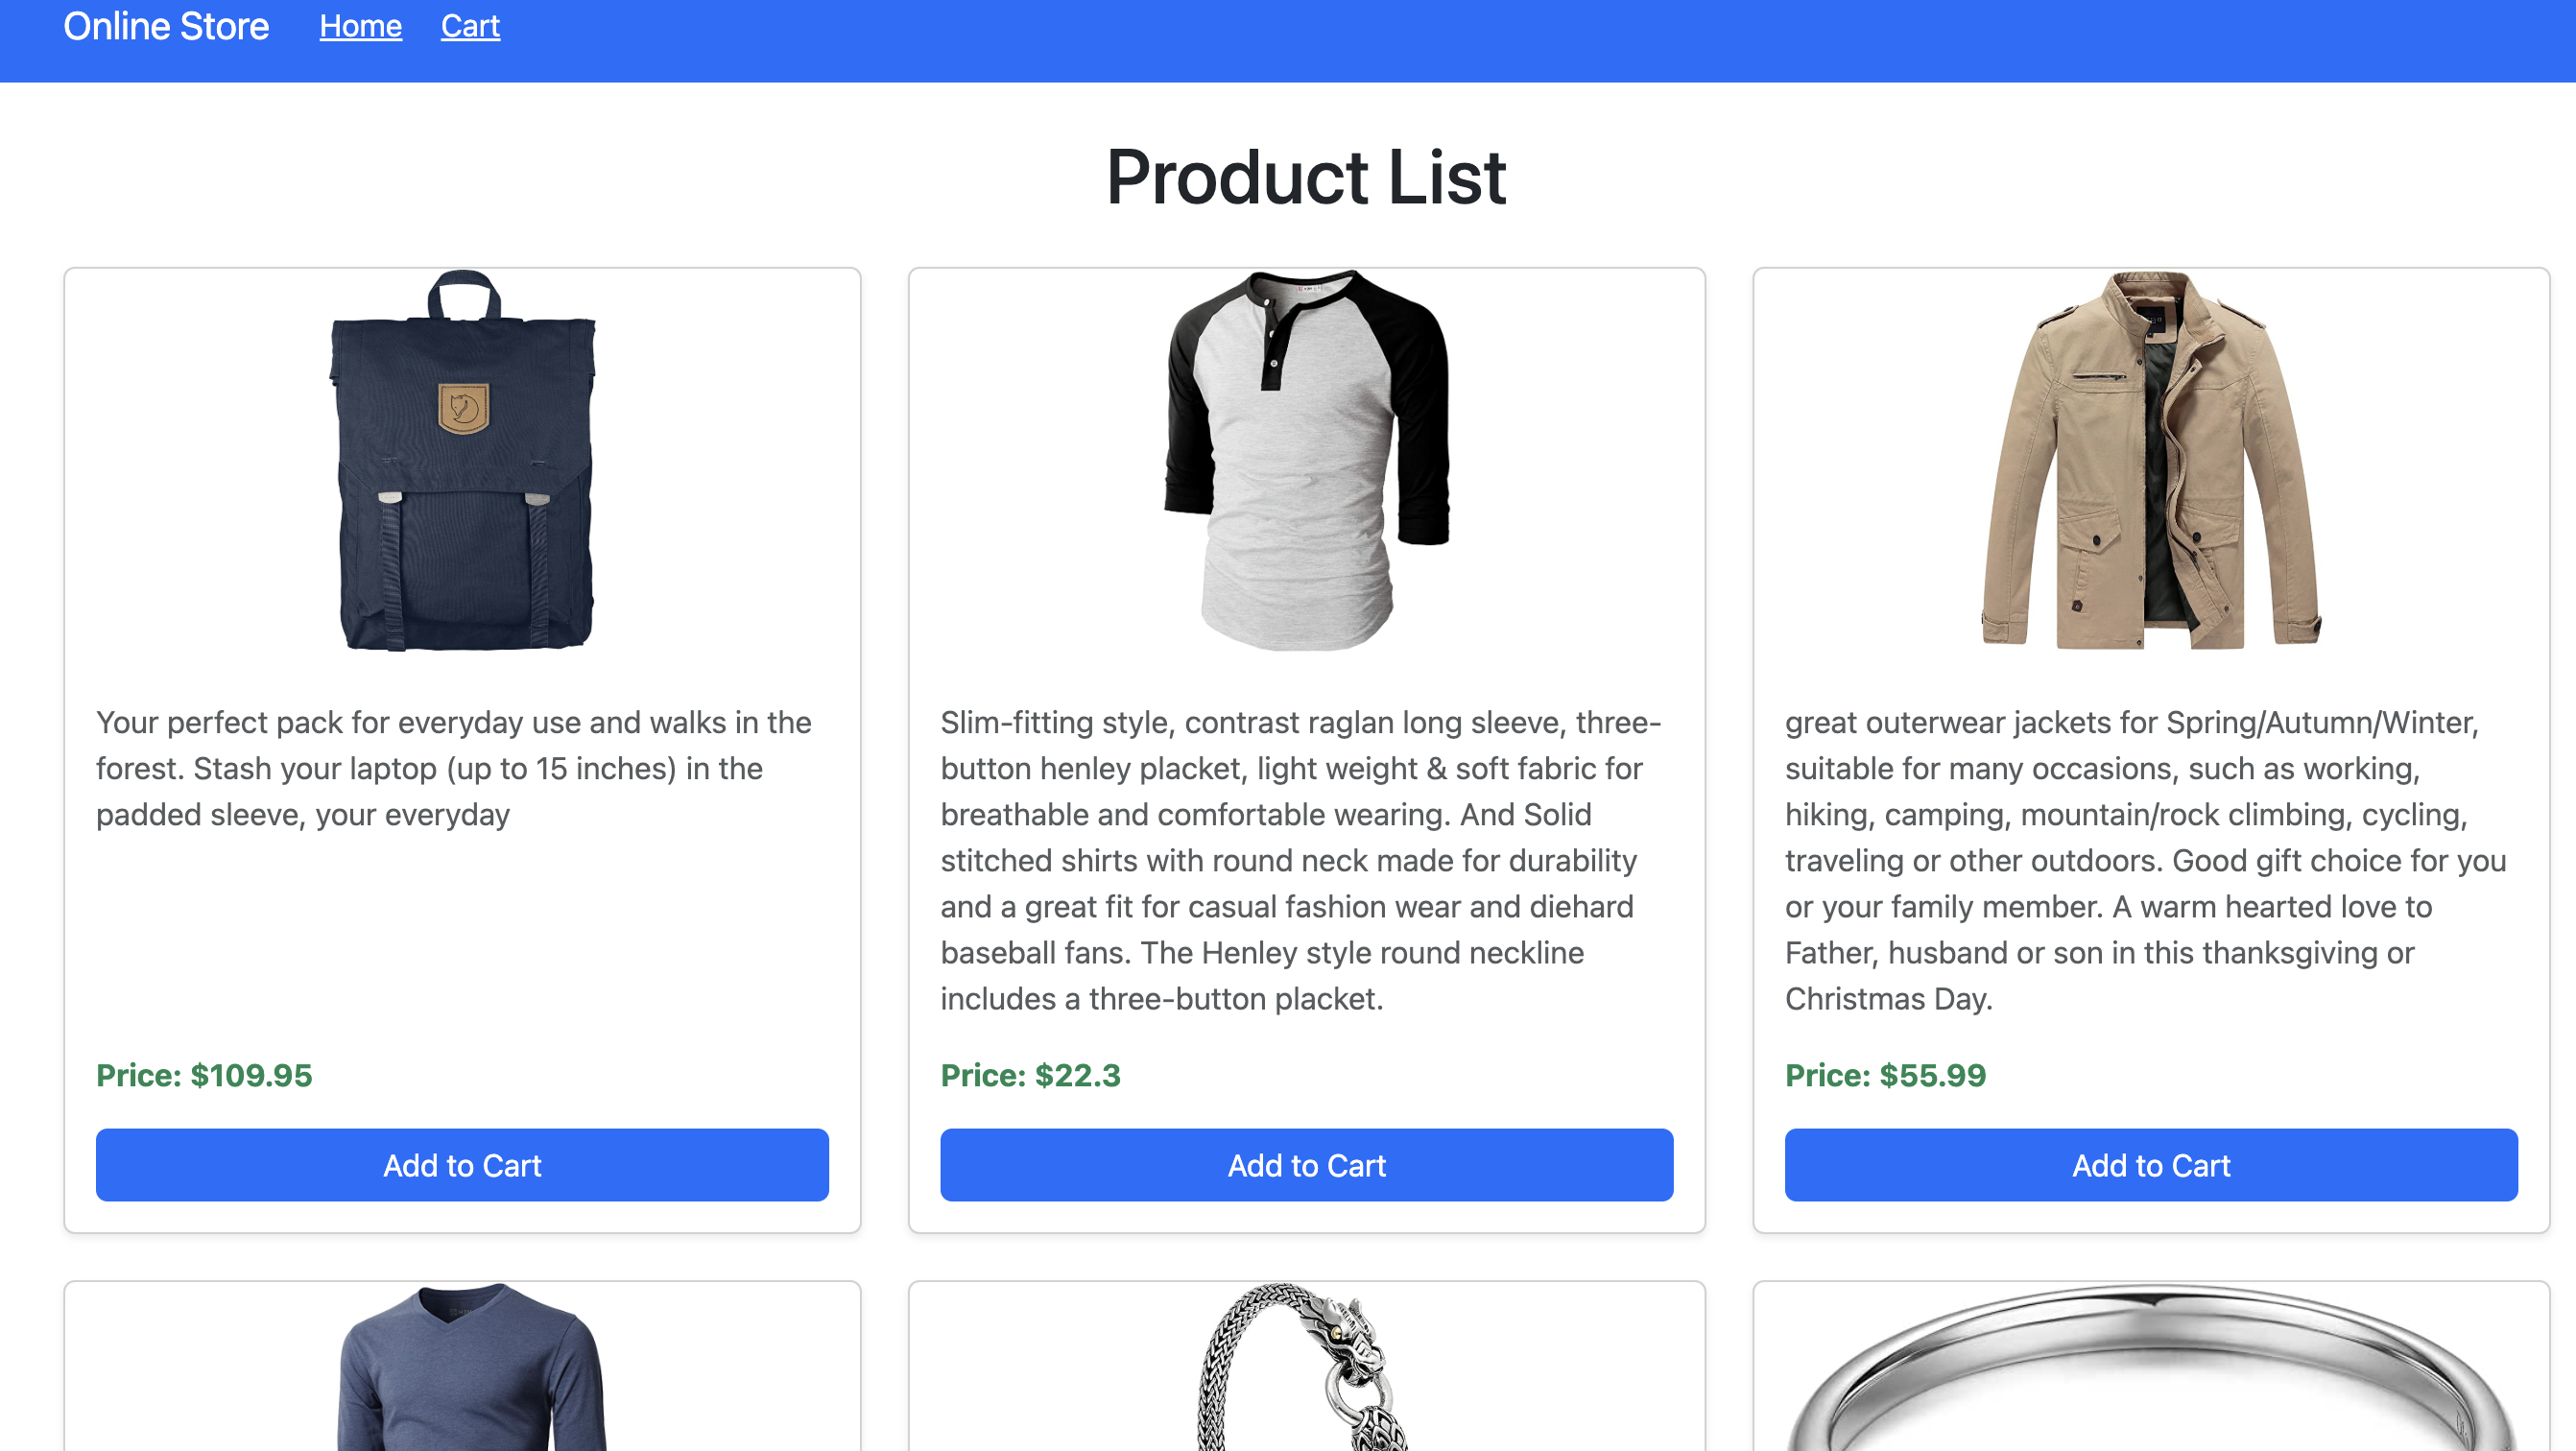 Online Store Home Cart
Product List
Your perfect pack for everyday use and walks in the
forest. Stash your laptop (up to 15 inches) in the
padded sleeve, your everyday
Price: $109.95
Add to Cart
Slim-fitting style, contrast raglan long sleeve, three-
button henley placket, light weight & soft fabric for
breathable and comfortable wearing. And Solid
stitched shirts with round neck made for durability
and a great fit for casual fashion wear and diehard
baseball fans. The Henley style round neckline
includes a three-button placket.
Price: $22.3
Add to Cart
great outerwear jackets for Spring/Autumn/Winter,
suitable for many occasions, such as working,
hiking, camping, mountain/rock climbing, cycling,
traveling or other outdoors. Good gift choice for you
or your family member. A warm hearted love to
Father, husband or son in this thanksgiving or
Christmas Day.
Price: $55.99
Add to Cart